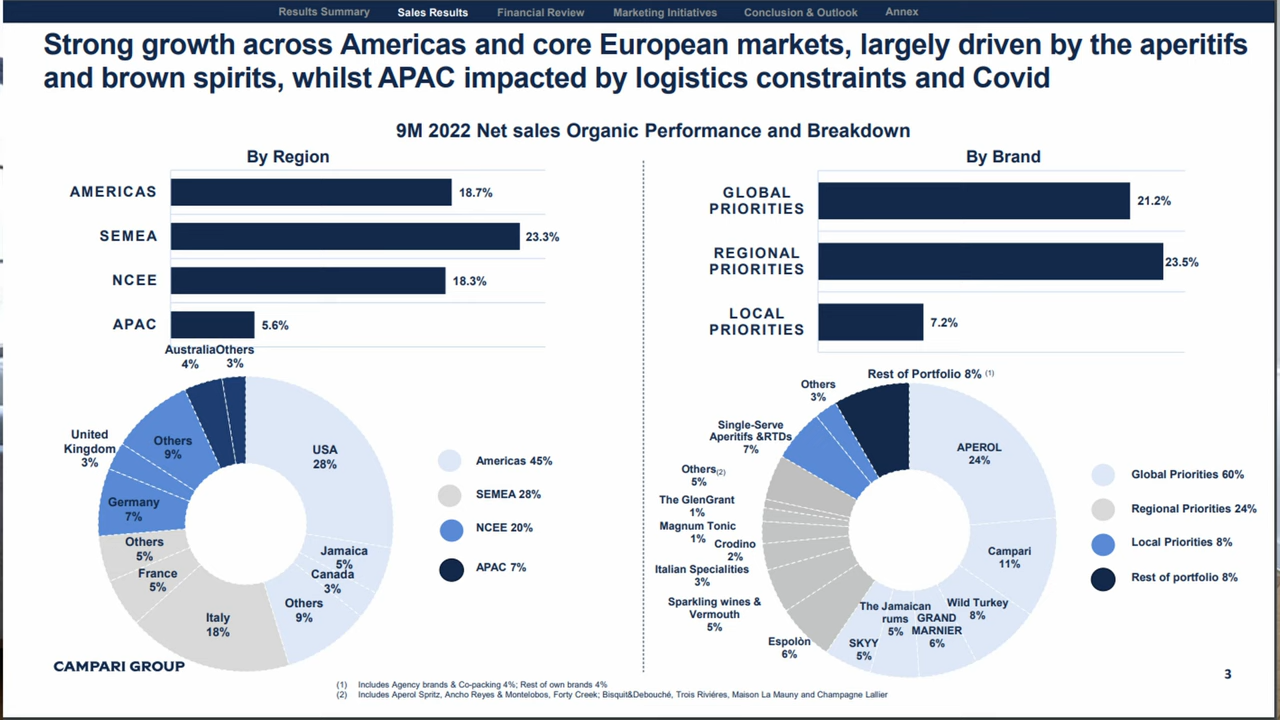 Results Summary Sales Results Financial Review Marketing Initiatives Conclusion & Outlook Annex
Strong growth across Americas and core European markets, largely driven by the aperitifs
and brown spirits, whilst APAC impacted by logistics constraints and Covid
9M 2022 Net sales Organic Performance and Breakdown
By Region
AMERICAS 18.7%
SEMEA 23.3%
NCEE 18.3%
APAC 5.6%
Australia
4%
Others
3%
USA
28%
Jamaica
5%
Canada
3%
Others
9%
Italy
18%
France
5%
Others
5%
Germany
7%
United
Kingdom
3%
Others
9%
Americas 45%
SEMEA 28%
NCEE 20%
APAC 7%
By Brand
GLOBAL
PRIORITIES
21.2%
REGIONAL
PRIORITIES
23.5%
LOCAL
PRIORITIES
7.2%
Rest of Portfolio 8% (1)
APEROL
24%
Campari
11%
Wild Turkey
8%
GRAND
MARNIER
6%
The Jamaican
rums
5%
SKYY
5%
Espolòn
6%
Sparkling wines &
Vermouth
5%
Italian Specialities
3%
Crodino
2%
Magnum Tonic
1%
The GlenGrant
1%
Others(2)
5%
Single-Serve
Aperitifs &RTDs
7%
Others
3%
Global Priorities 60%
Regional Priorities 24%
Local Priorities 8%
Rest of portfolio 8%
CAMPARI GROUP
(1) Includes Agency brands & Co-packing 4%; Rest of own brands 4%
(2) Includes Aperol Spritz, Ancho Reyes & Montelobos, Forty Creek; Bisquit&Debouché, Trois Riviéres, Maison La Mauny and Champagne Lallier
3